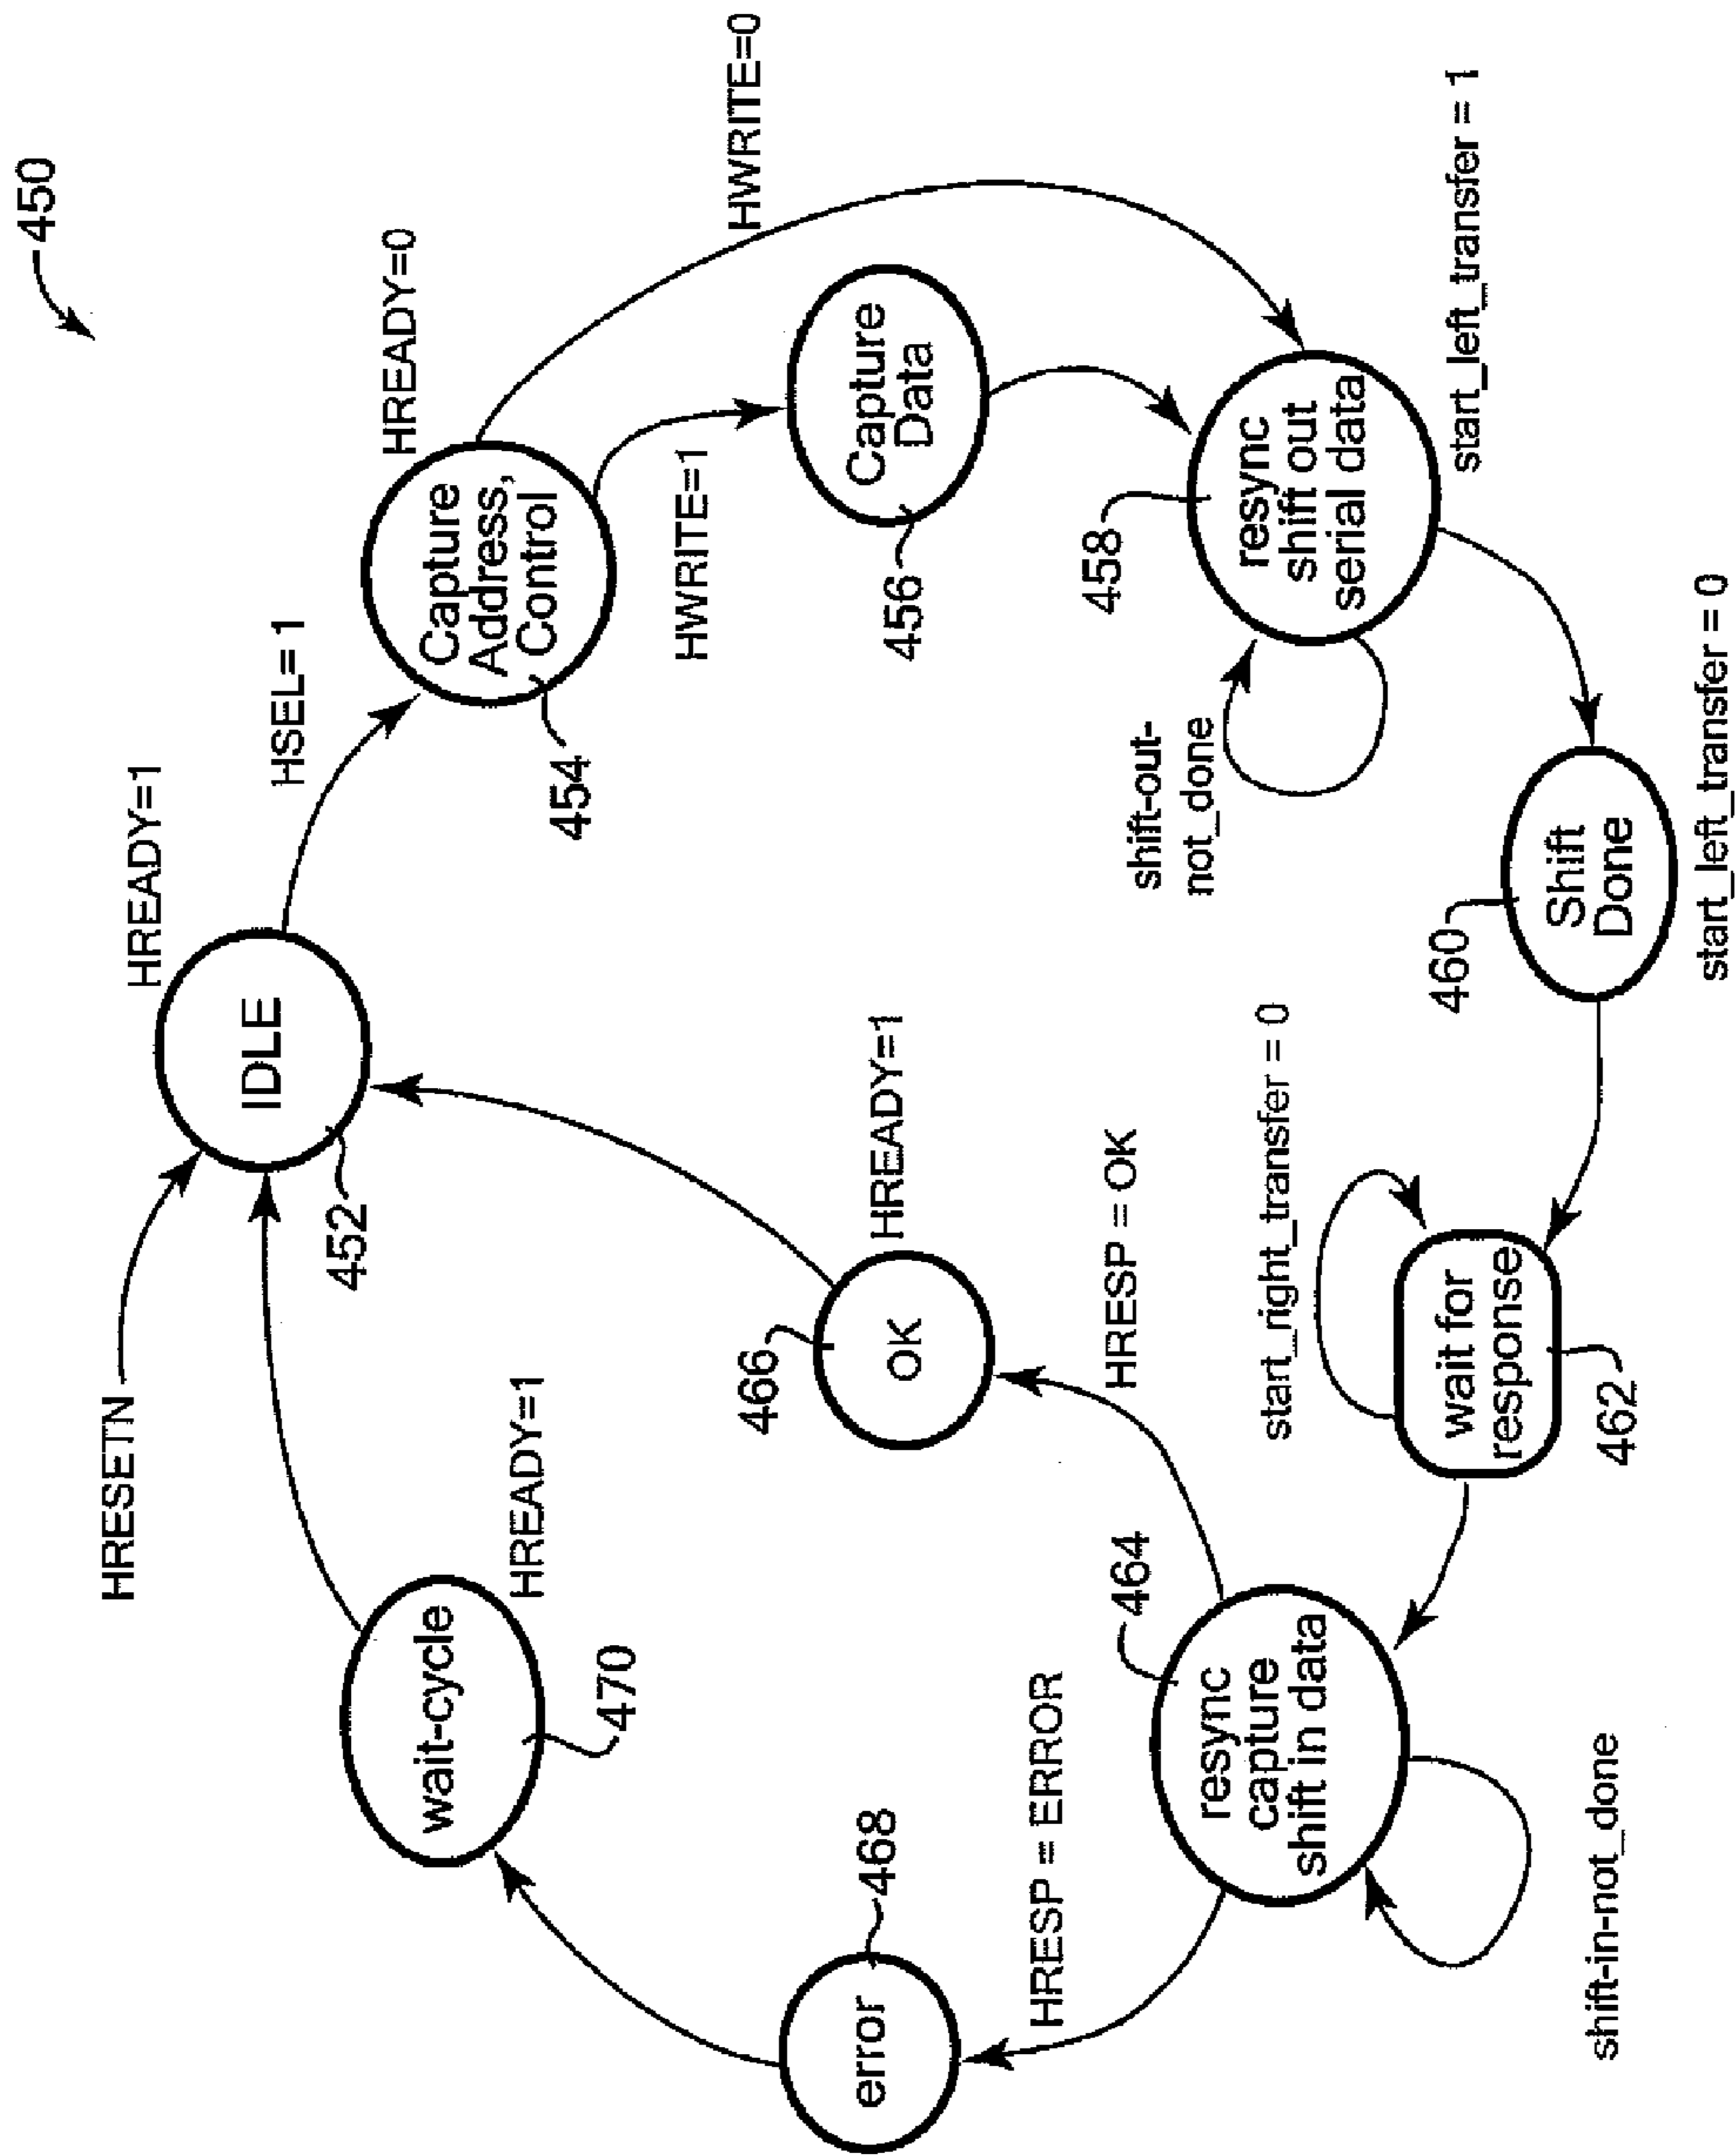 450
HRESETN
HREADY=1
IDLE
452
HSEL=1
HREADY=0
Capture
Address,
Control
454
HWRITE=0
HWRITE=1
Capture
Data
456
resync
shift out
serial data
458
start_left_transfer = 1
shift-out-
not_done
Shift
Done
460
start_left_transfer = 0
start_right_transfer = 0
wait for
response
462
resync
capture
shift in data
464
shift-in-not_done
HRESP = OK
OK
466
HREADY=1
HRESP = ERROR
error
468
wait-cycle
470
HREADY=1